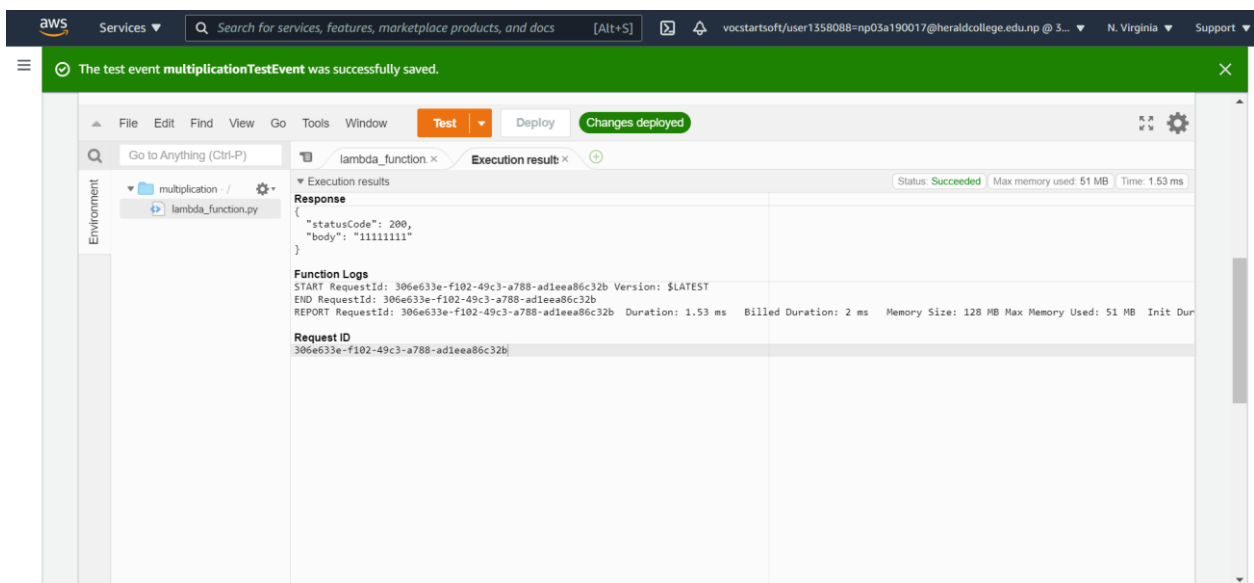 aws Services ▼ Search for services, features, marketplace products, and docs [Alt+S] vocstartsoft/user1358088=np03a190017@heraldcollege.edu.np @ 3... ▼ N. Virginia ▼ Support ▼
The test event multiplicationTestEvent was successfully saved.
File Edit Find View Go Tools Window Test Deploy Changes deployed
Go to Anything (Ctrl-P) lambda_function. × Execution results ×
Environment
multiplication - /
lambda_function.py
▼ Execution results Status: Succeeded Max memory used: 51 MB Time: 1.53 ms
Response
{
"statusCode": 200,
"body": "11111111"
}
Function Logs
START RequestId: 306e633e-f102-49c3-a788-ad1eea86c32b Version: $LATEST
END RequestId: 306e633e-f102-49c3-a788-ad1eea86c32b
REPORT RequestId: 306e633e-f102-49c3-a788-ad1eea86c32b Duration: 1.53 ms Billed Duration: 2 ms Memory Size: 128 MB Max Memory Used: 51 MB Init Dur
Request ID
306e633e-f102-49c3-a788-ad1eea86c32b